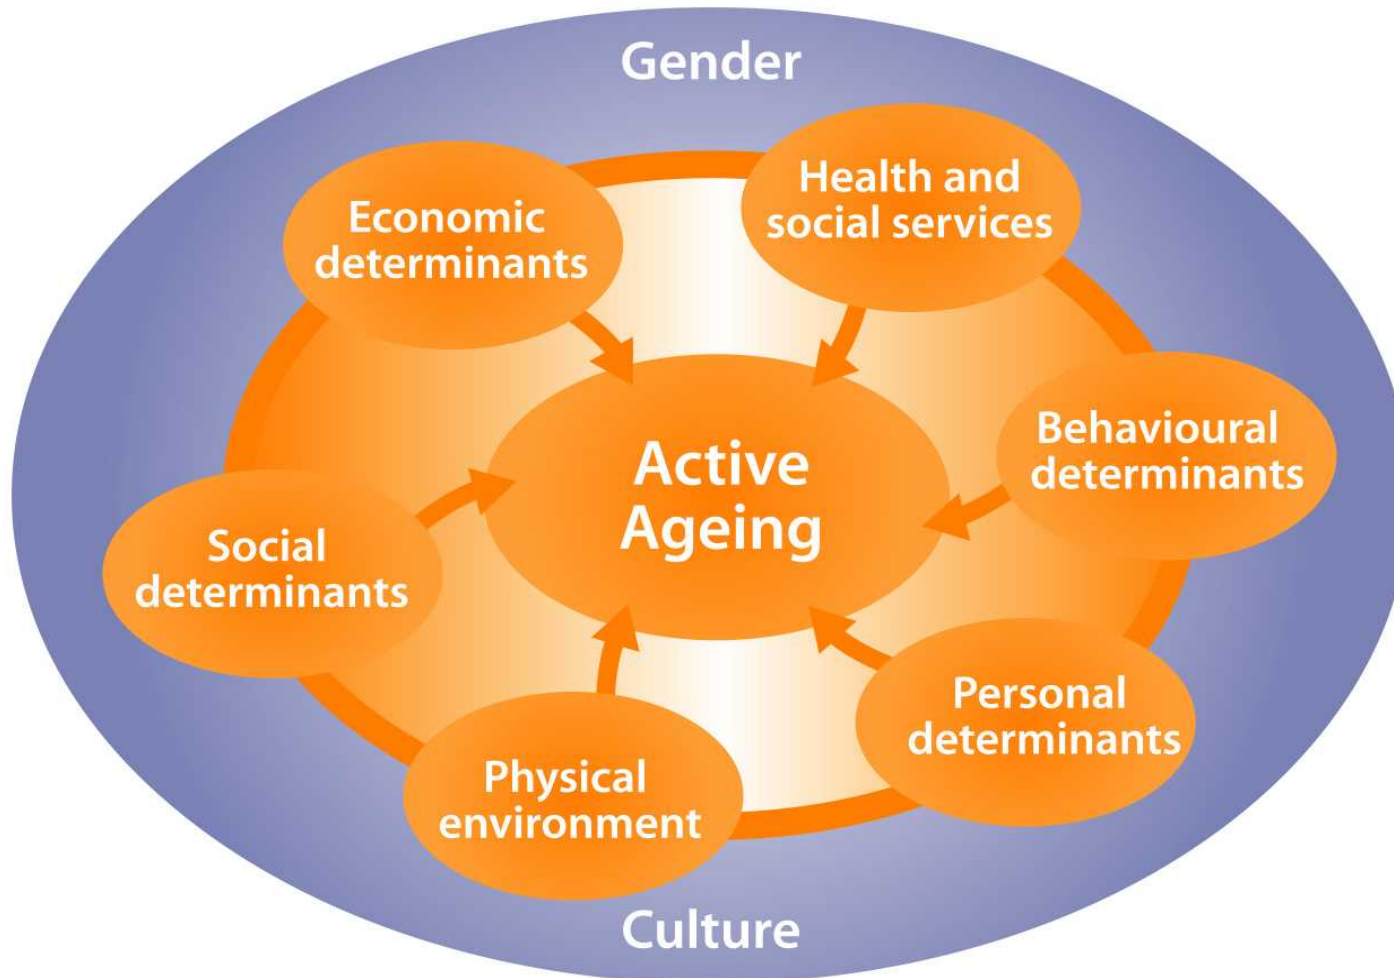 Gender
Health and
social services
Economic
determinants
Behavioural
determinants
Active
Ageing
Social
determinants
Personal
determinants
Physical
environment
Culture